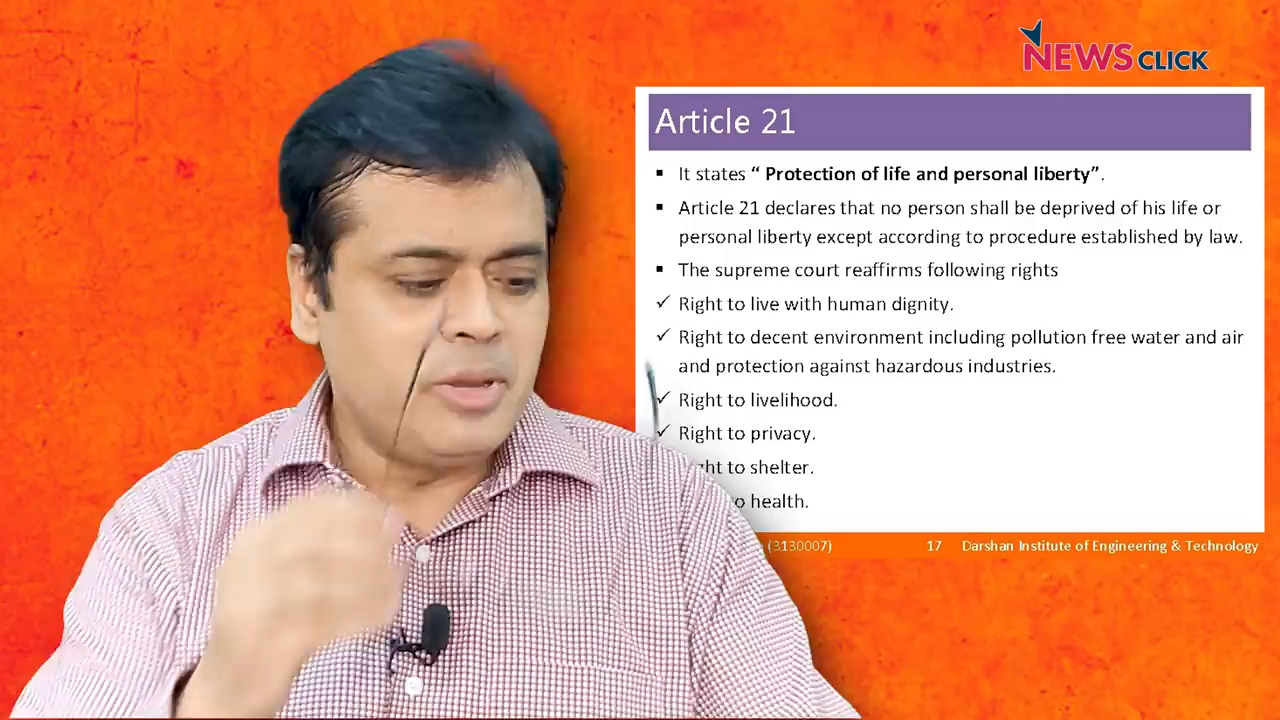 NEWSCLICK
Article 21
▪ It states “ Protection of life and personal liberty”.
▪ Article 21 declares that no person shall be deprived of his life or
personal liberty except according to procedure established by law.
▪ The supreme court reaffirms following rights
✓ Right to live with human dignity.
✓ Right to decent environment including pollution free water and air
and protection against hazardous industries.
✓ Right to livelihood.
✓ Right to privacy.
to shelter.
health.
(3130007) 17 Darshan Institute of Engineering & Technology